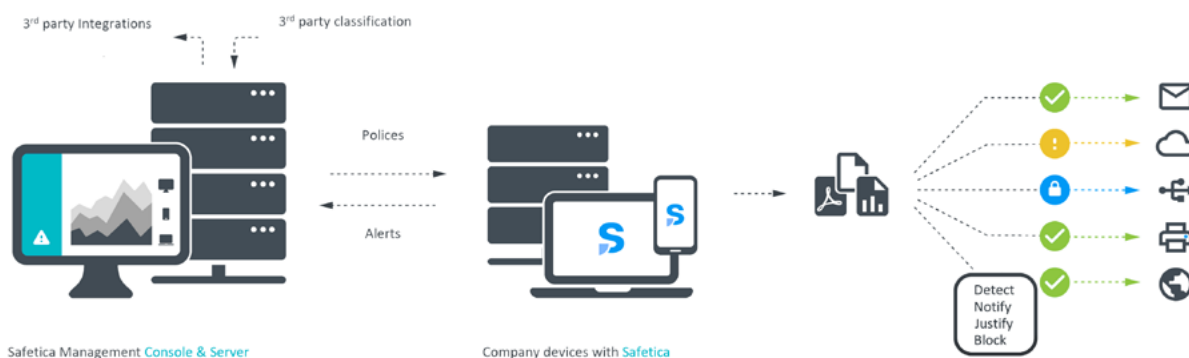 3rd party Integrations
3rd party classification
Polices
Alerts
Detect
Notify
Justify
Block
Safetica Management Console & Server
Company devices with Safetica